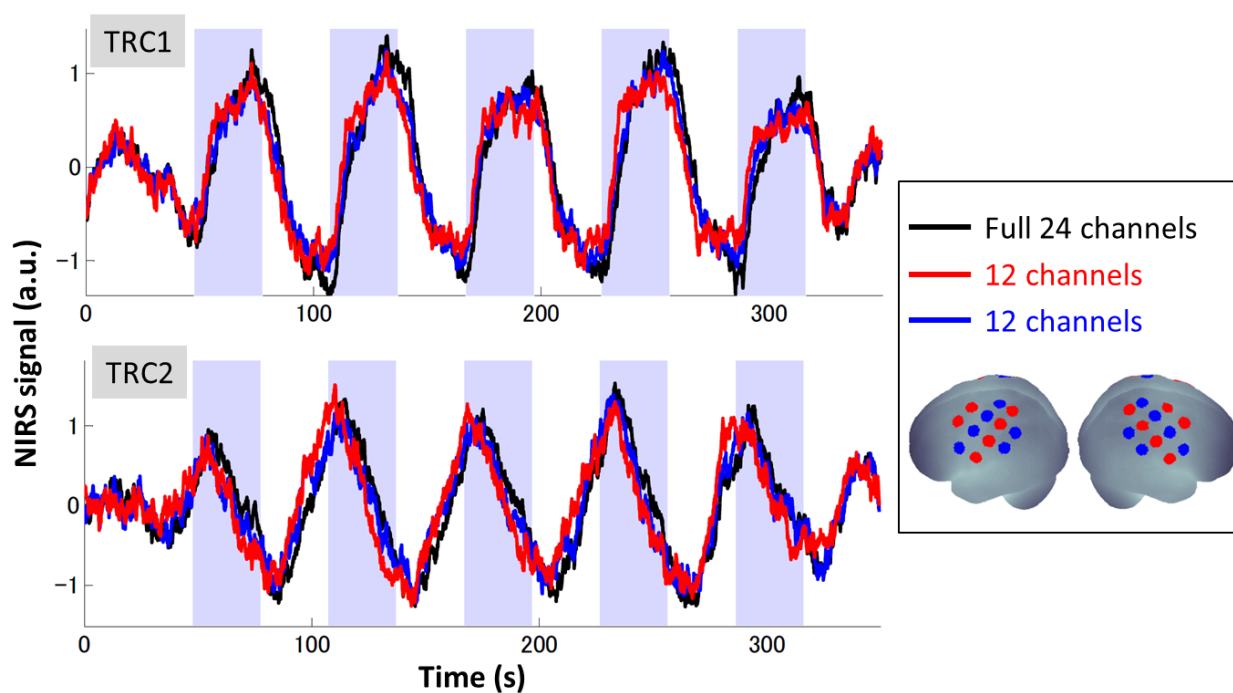 TRC1
1
0
−1
0
100
200
300
TRC2
1
0
−1
0
100
200
300
NIRS signal (a.u.)
Time (s)
Full 24 channels
12 channels
12 channels